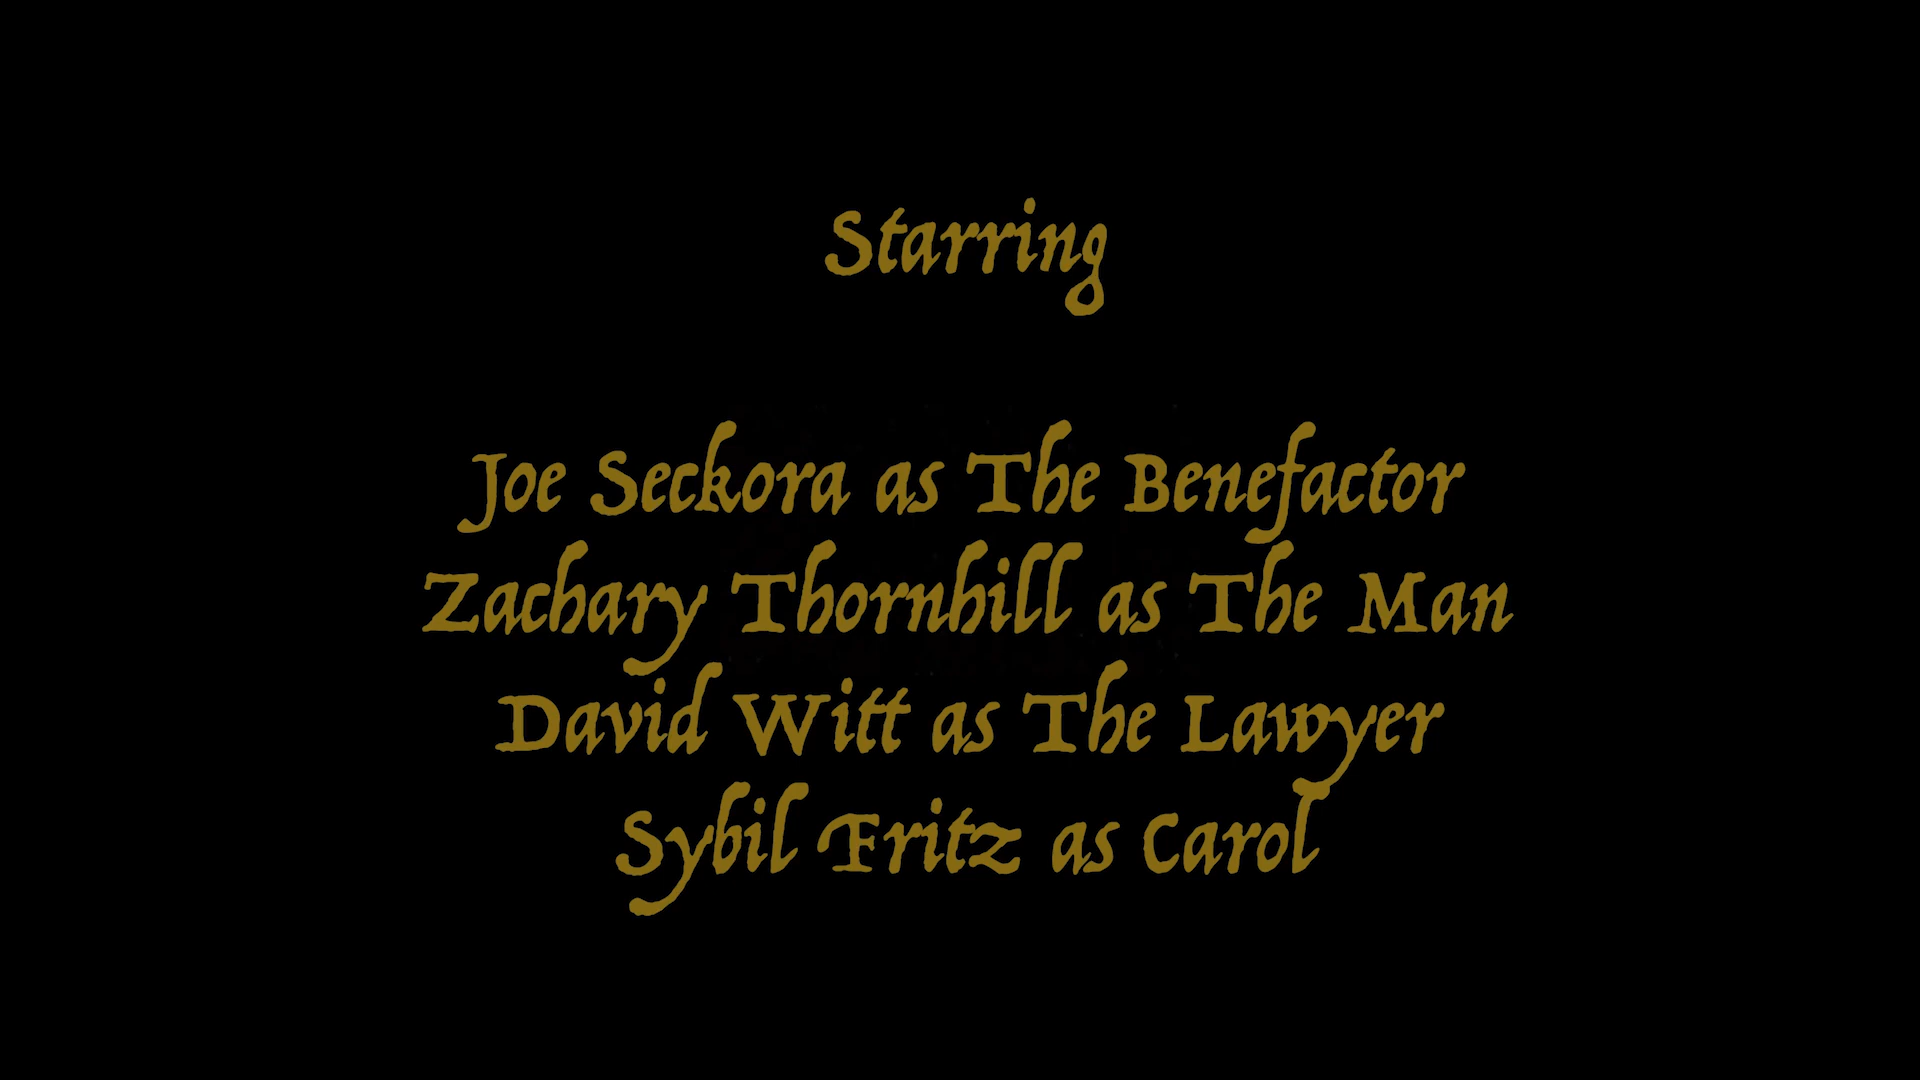 Starring
Joe Seckora as The Benefactor
Zachary Thornhill as The Man
David Witt as The Lawyer
Sybil Fritz as Carol